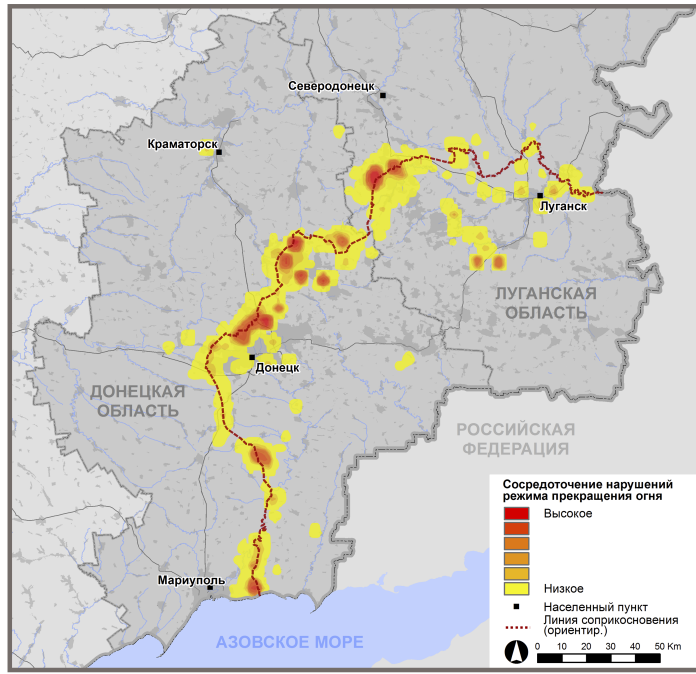 Северодонецк
Краматорск
Луганск
ЛУГАНСКАЯ
ОБЛАСТЬ
Донецк
ДОНЕЦКАЯ
ОБЛАСТЬ
РОССИЙСКАЯ
ФЕДЕРАЦИЯ
Мариуполь
АЗОВСКОЕ МОРЕ
Сосредоточение нарушений
режима прекращения огня
Высокое
Низкое
Населенный пункт
Линия соприкосновения
(ориентир.)
0 10 20 30 40 50 Km